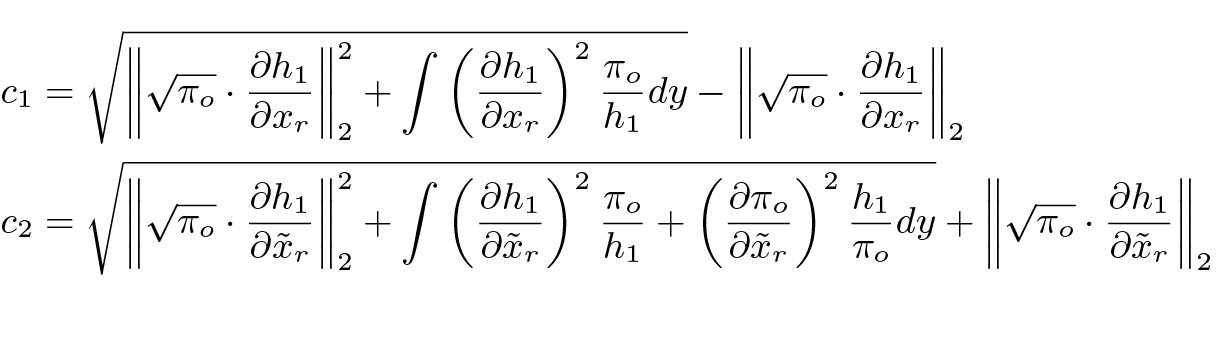 c_1 = \sqrt{\left\| \sqrt{\pi_o} \cdot \frac{\partial h_1}{\partial x_r} \right\|_2^2 + \int \left( \frac{\partial h_1}{\partial x_r} \right)^2 \frac{\pi_o}{h_1} dy} - \left\| \sqrt{\pi_o} \cdot \frac{\partial h_1}{\partial x_r} \right\|_2
c_2 = \sqrt{\left\| \sqrt{\pi_o} \cdot \frac{\partial h_1}{\partial \tilde{x}_r} \right\|_2^2 + \int \left( \frac{\partial h_1}{\partial \tilde{x}_r} \right)^2 \frac{\pi_o}{h_1} + \left( \frac{\partial \pi_o}{\partial \tilde{x}_r} \right)^2 \frac{h_1}{\pi_o} dy} + \left\| \sqrt{\pi_o} \cdot \frac{\partial h_1}{\partial \tilde{x}_r} \right\|_2